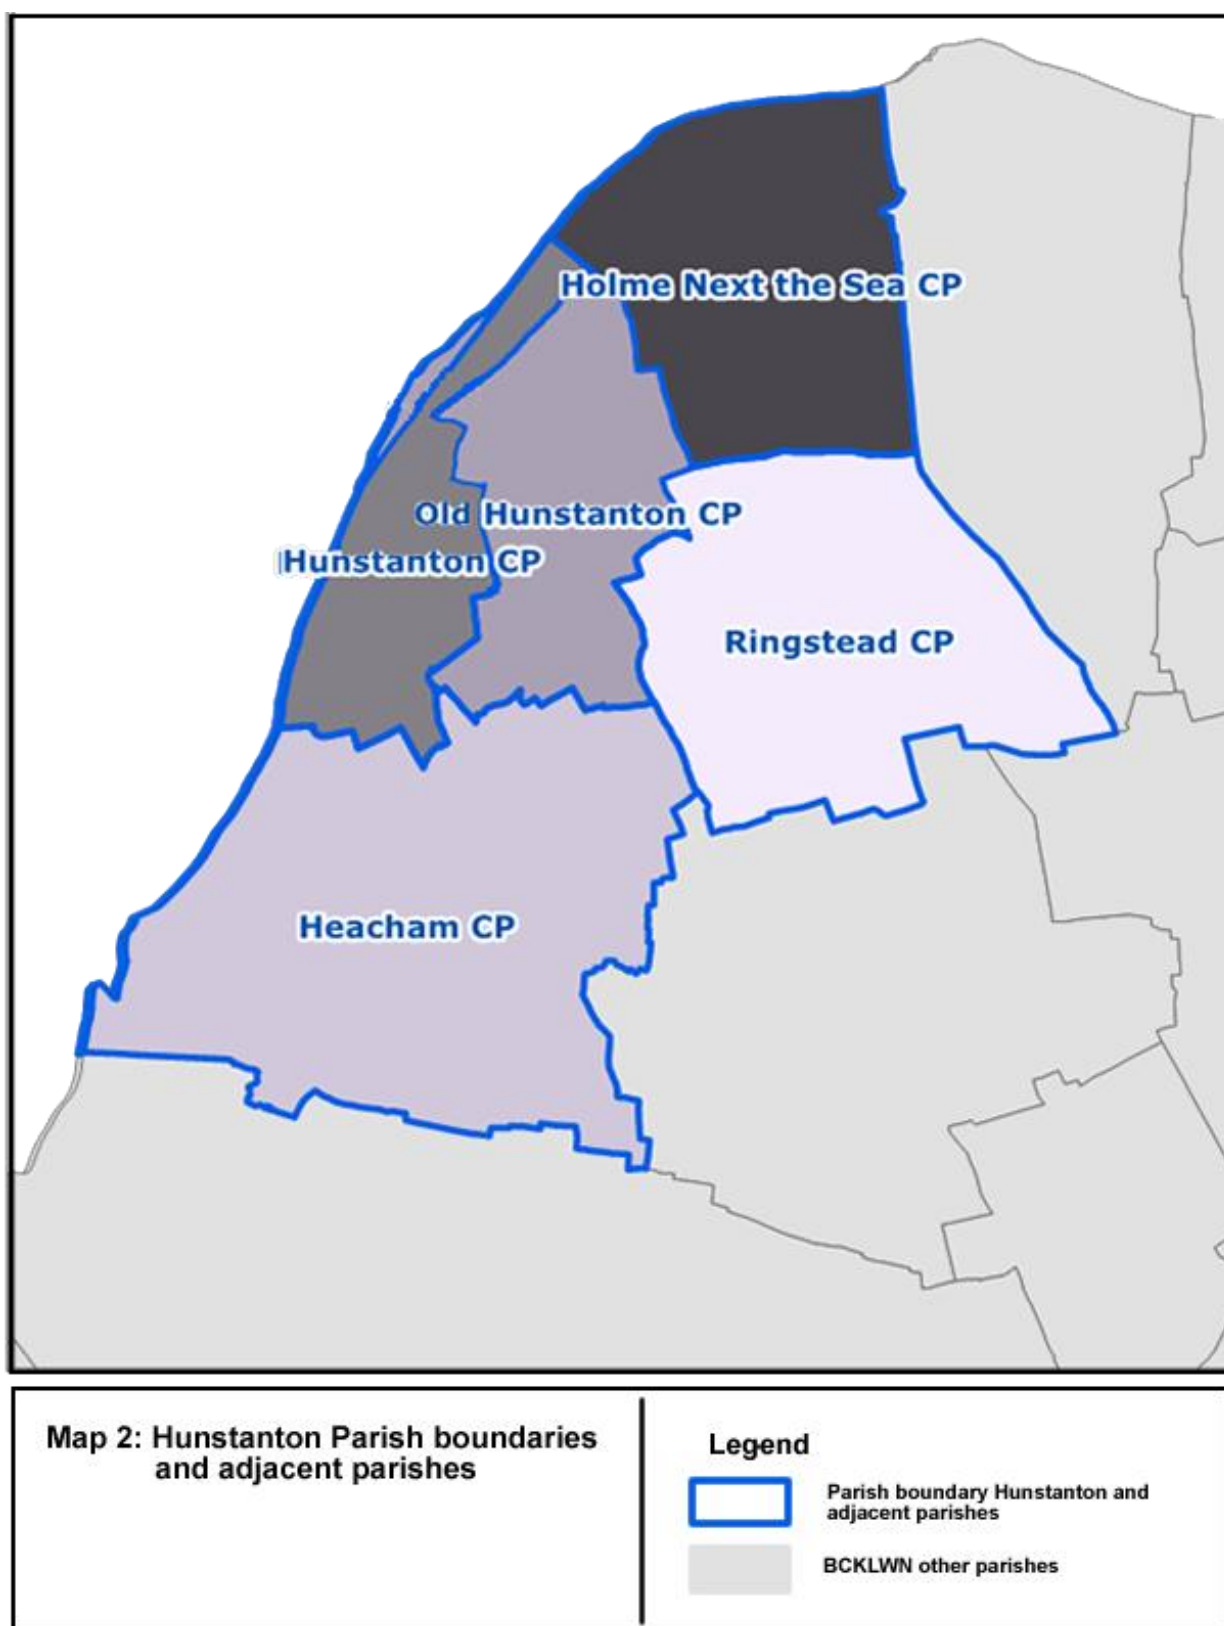 Holme Next the Sea CP
Old Hunstanton CP
Hunstanton CP
Ringstead CP
Heacham CP
Map 2: Hunstanton Parish boundaries
and adjacent parishes
Legend
Parish boundary Hunstanton and
adjacent parishes
BCKLWN other parishes